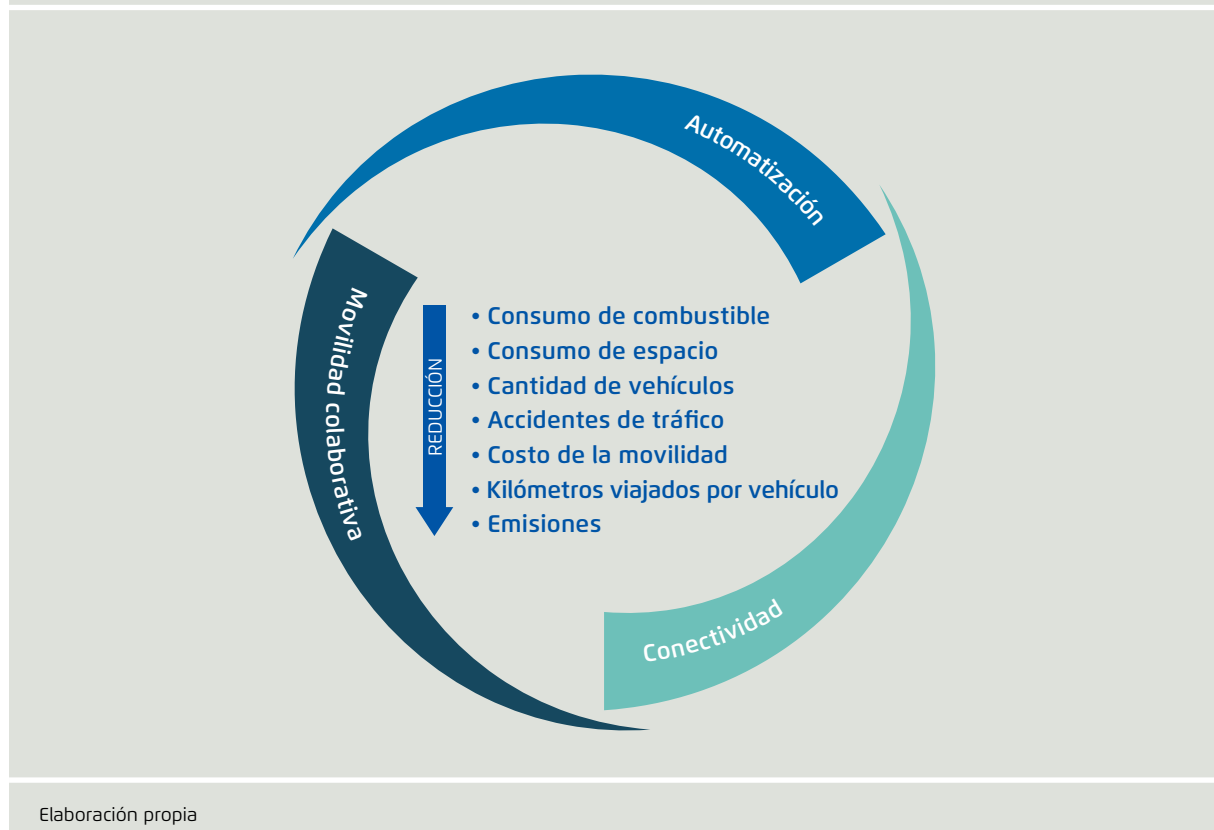 Automatización
Movilidad colaborativa
REDUCCIÓN
• Consumo de combustible
• Consumo de espacio
• Cantidad de vehículos
• Accidentes de tráfico
• Costo de la movilidad
• Kilómetros viajados por vehículo
• Emisiones
Conectividad
Elaboración propia